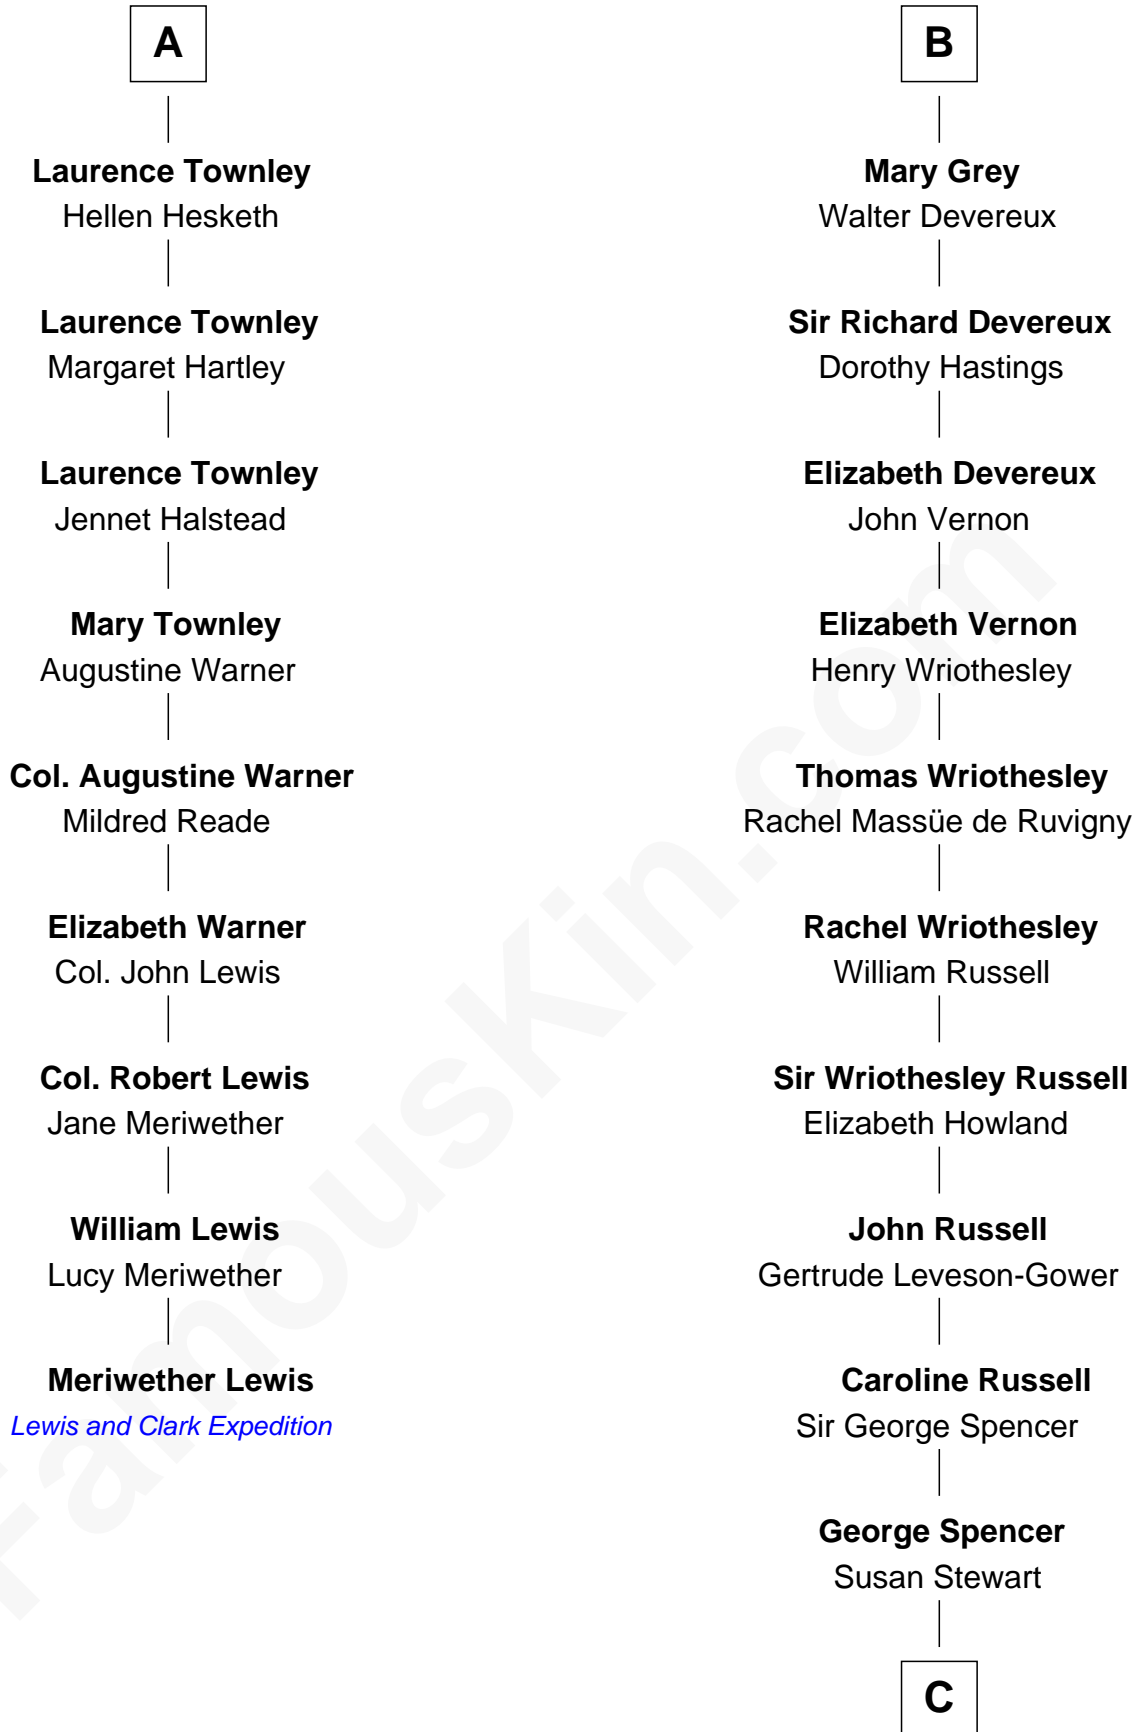 A
Laurence Townley
Hellen Hesketh
Laurence Townley
Margaret Hartley
Laurence Townley
Jennet Halstead
Mary Townley
Augustine Warner
Col. Augustine Warner
Mildred Reade
Elizabeth Warner
Col. John Lewis
Col. Robert Lewis
Jane Meriwether
William Lewis
Lucy Meriwether
Meriwether Lewis
Lewis and Clark Expedition
B
Mary Grey
Walter Devereux
Sir Richard Devereux
Dorothy Hastings
Elizabeth Devereux
John Vernon
Elizabeth Vernon
Henry Wriothesley
Thomas Wriothesley
Rachel Massüe de Ruvigny
Rachel Wriothesley
William Russell
Sir Wriothesley Russell
Elizabeth Howland
John Russell
Gertrude Leveson-Gower
Caroline Russell
Sir George Spencer
George Spencer
Susan Stewart
C
FamousKin.com